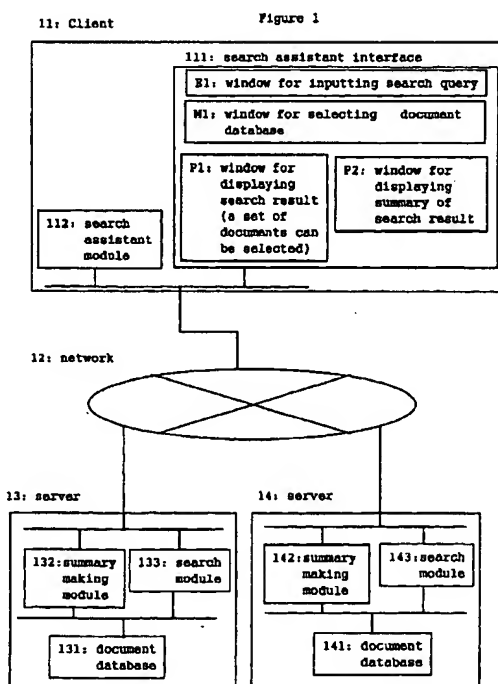 Figure 1
11: Client
111: search assistant interface
E1: window for inputting search query
M1: window for selecting document
database
P1: window for
displaying
search result
(a set of
documents can
be selected)
P2: window for
displaying
summary of
search result
112: search
assistant
module
12: network
13: server
132:summary
making
module
133: search
module
131: document
database
14: server
142:summary
making
module
143:search
module
141: document
database